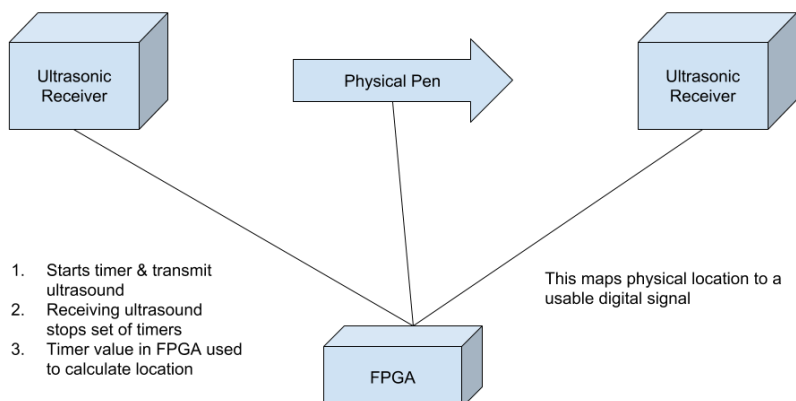 Ultrasonic
Receiver
Physical Pen
Ultrasonic
Receiver
1. Starts timer & transmit
ultrasound
2. Receiving ultrasound
stops set of timers
3. Timer value in FPGA used
to calculate location
This maps physical location to a
usable digital signal
FPGA